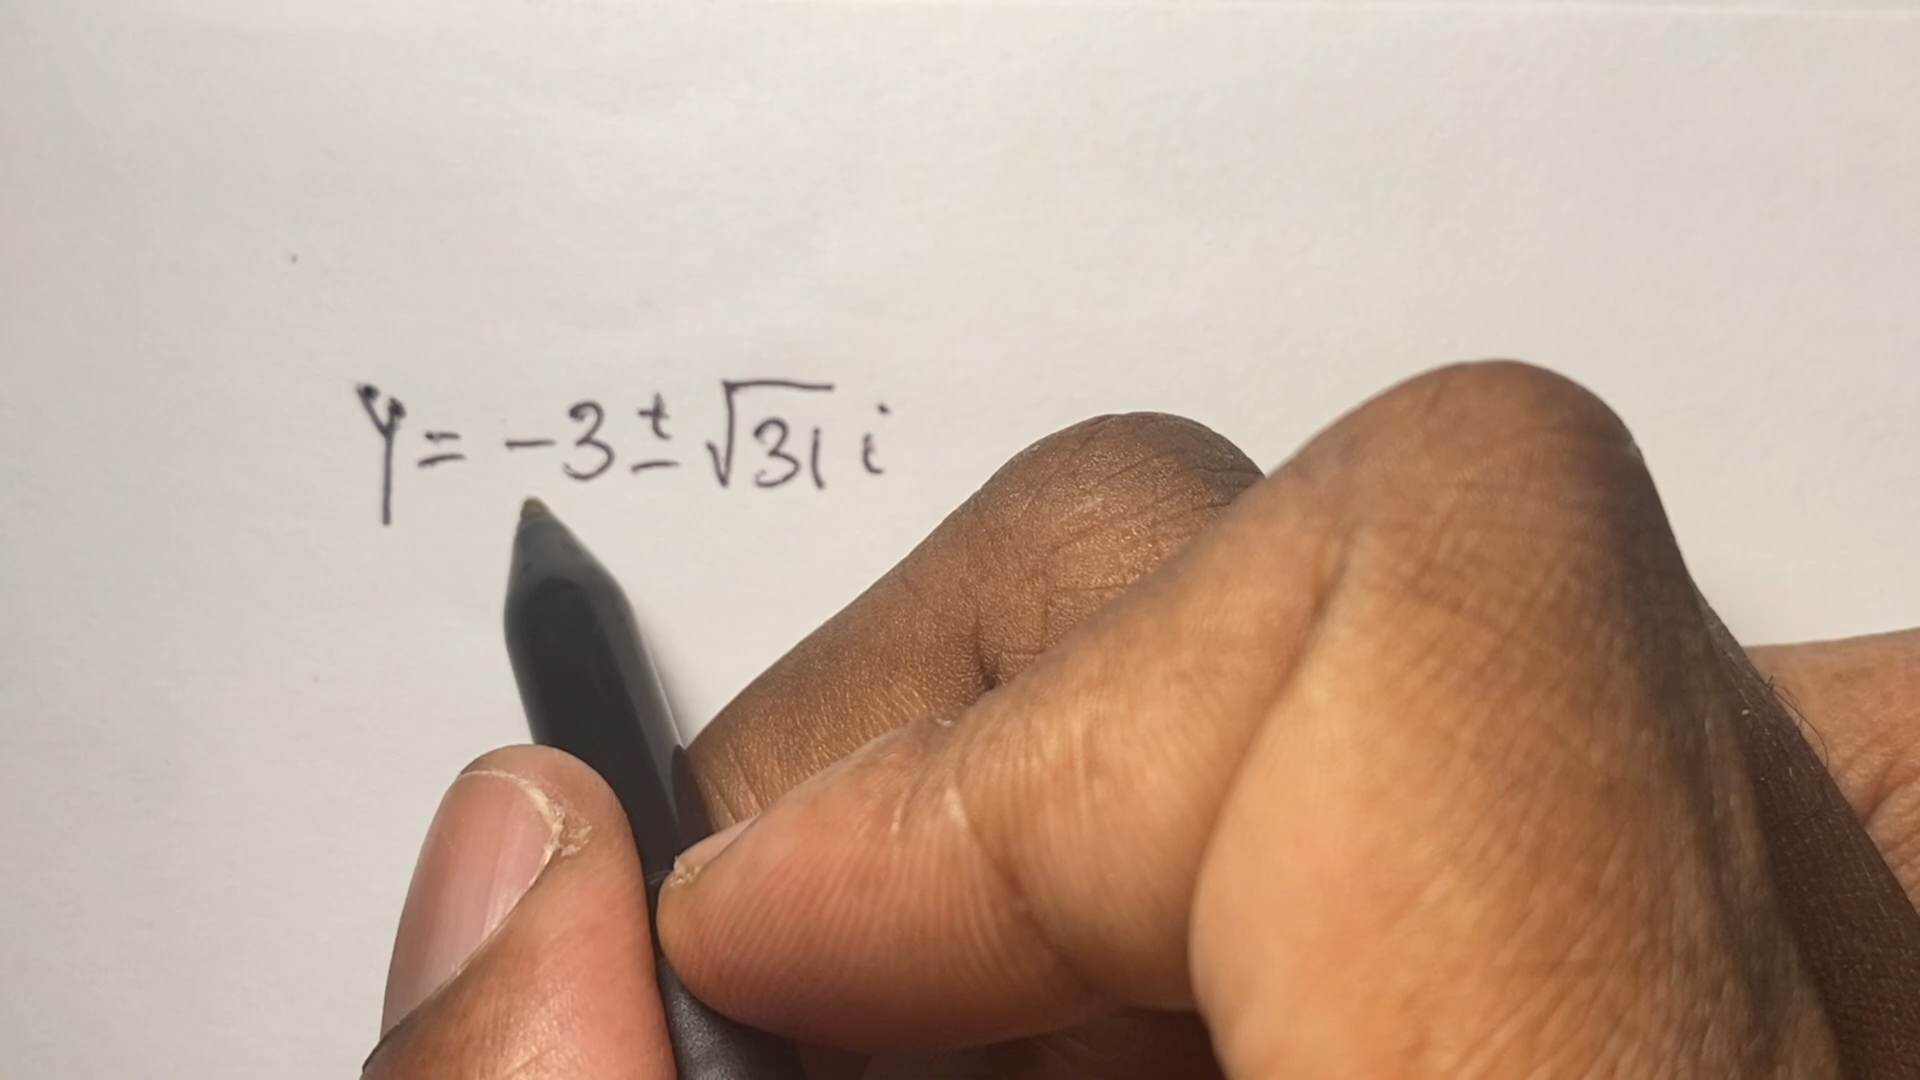 Y = -3 ± √31 i